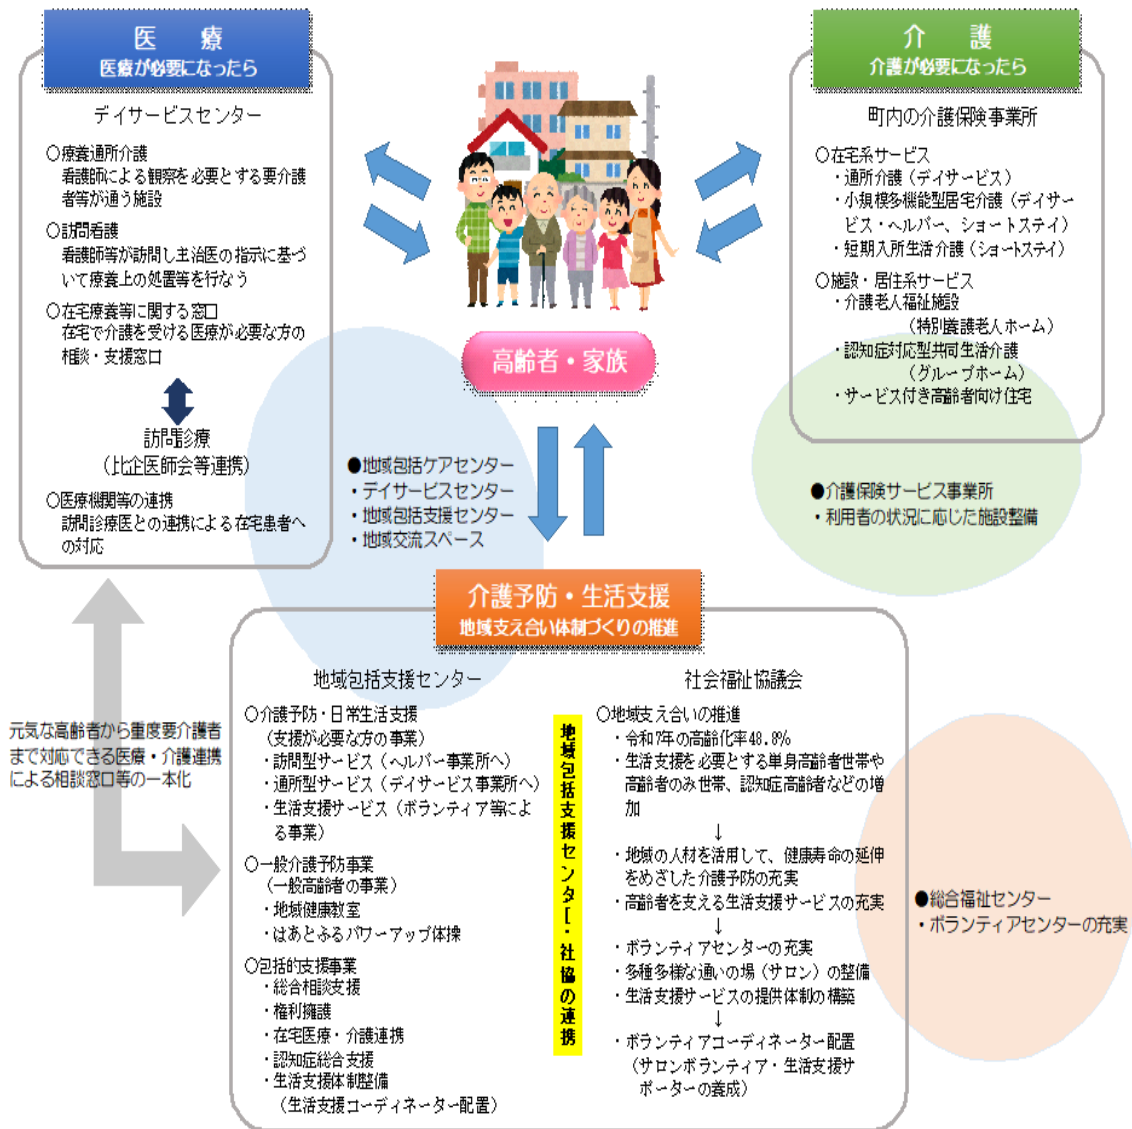 医　療
医療が必要になったら
デイサービスセンター
○療養通所介護
看護師による観察を必要とする要介護
者等が通う施設
○訪問看護
看護師等が訪問し主治医の指示に基づ
いて療養上の処置等を行なう
○在宅療養等に関する窓口
在宅で介護を受ける医療が必要な方の
相談・支援窓口
訪問診療
（比企医師会等連携）
○医療機関等の連携
訪問診療医との連携による在宅患者へ
の対応
高齢者・家族
介　護
介護が必要になったら
町内の介護保険事業所
○在宅系サービス
・通所介護（デイサービス）
・小規模多機能型居宅介護（デイサー
ビス・ヘルパー、ショートステイ）
・短期入所生活介護（ショートステイ）
○施設・居住系サービス
・介護老人福祉施設
（特別養護老人ホーム）
・認知症対応型共同生活介護
（グループホーム）
・サービス付き高齢者向け住宅
●地域包括ケアセンター
・デイサービスセンター
・地域包括支援センター
・地域交流スペース
●介護保険サービス事業所
・利用者の状況に応じた施設整備
元気な高齢者から重度要介護者
まで対応できる医療・介護連携
による相談窓口等の一本化
介護予防・生活支援
地域支え合い体制づくりの推進
地域包括支援センター
○介護予防・日常生活支援
（支援が必要な方の事業）
・訪問型サービス（ヘルパー事業所へ）
・通所型サービス（デイサービス事業所へ）
・生活支援サービス（ボランティア等によ
る事業）
○一般介護予防事業
（一般高齢者の事業）
・地域健康教室
・はあとふるパワーアップ体操
○包括的支援事業
・総合相談支援
・権利擁護
・在宅医療・介護連携
・認知症総合支援
・生活支援体制整備
（生活支援コーディネーター配置）
地域包括支援センター・社協の連携
社会福祉協議会
○地域支え合いの推進
・令和7年の高齢化率48.8%
・生活支援を必要とする単身高齢者世帯や
高齢者のみ世帯、認知症高齢者などの増
加
↓
・地域の人材を活用して、健康寿命の延伸
をめざした介護予防の充実
・高齢者を支える生活支援サービスの充実
↓
・ボランティアセンターの充実
・多種多様な通いの場（サロン）の整備
・生活支援サービスの提供体制の構築
↓
・ボランティアコーディネーター配置
（サロンボランティア・生活支援サ
ポーターの養成）
●総合福祉センター
・ボランティアセンターの充実